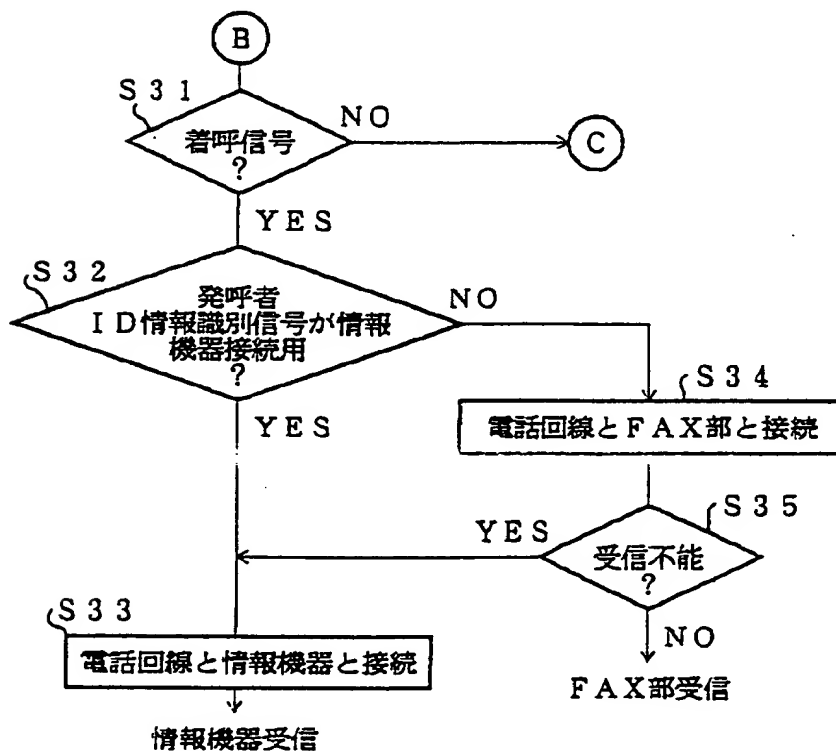 B
S31
着呼信号
?
NO
C
YES
S32
発呼者
ID情報識別信号が情報
機器接続用
?
NO
YES
S34
電話回線とFAX部と接続
S35
受信不能
?
YES
NO
FAX部受信
S33
電話回線と情報機器と接続
情報機器受信